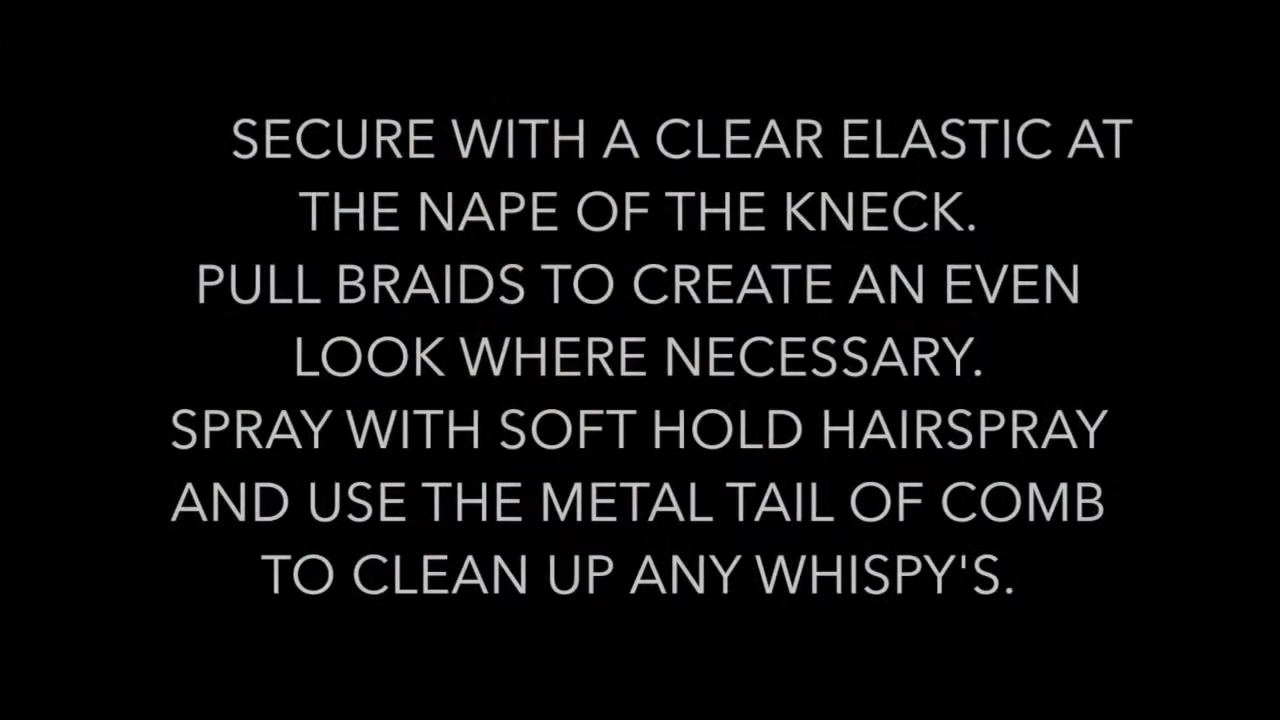 SECURE WITH A CLEAR ELASTIC AT
THE NAPE OF THE KNECK.
PULL BRAIDS TO CREATE AN EVEN
LOOK WHERE NECESSARY.
SPRAY WITH SOFT HOLD HAIRSPRAY
AND USE THE METAL TAIL OF COMB
TO CLEAN UP ANY WHISPY'S.